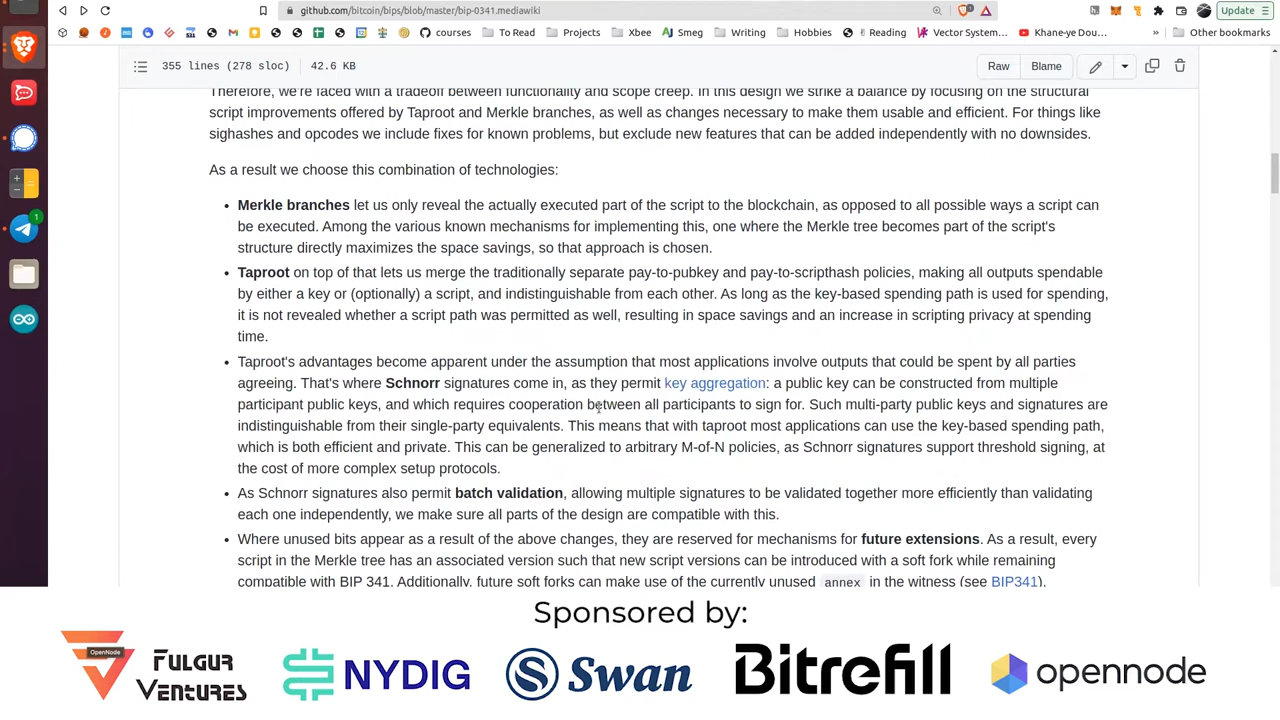 github.com/bitcoin/bips/blob/master/bip-0341.mediawiki
Update
courses
To Read
Projects
Xbee
Smeg
Writing
Hobbies
Reading
Vector System...
Khane-ye Dou...
»
Other bookmarks
355 lines (278 sloc)
42.6 KB
Raw
Blame
Therefore, we're faced with a tradeoff between functionality and scope creep. In this design we strike a balance by focusing on the structural
script improvements offered by Taproot and Merkle branches, as well as changes necessary to make them usable and efficient. For things like
sighashes and opcodes we include fixes for known problems, but exclude new features that can be added independently with no downsides.
As a result we choose this combination of technologies:
• Merkle branches let us only reveal the actually executed part of the script to the blockchain, as opposed to all possible ways a script can
be executed. Among the various known mechanisms for implementing this, one where the Merkle tree becomes part of the script's
structure directly maximizes the space savings, so that approach is chosen.
• Taproot on top of that lets us merge the traditionally separate pay-to-pubkey and pay-to-scripthash policies, making all outputs spendable
by either a key or (optionally) a script, and indistinguishable from each other. As long as the key-based spending path is used for spending,
it is not revealed whether a script path was permitted as well, resulting in space savings and an increase in scripting privacy at spending
time.
• Taproot's advantages become apparent under the assumption that most applications involve outputs that could be spent by all parties
agreeing. That's where Schnorr signatures come in, as they permit key aggregation: a public key can be constructed from multiple
participant public keys, and which requires cooperation between all participants to sign for. Such multi-party public keys and signatures are
indistinguishable from their single-party equivalents. This means that with taproot most applications can use the key-based spending path,
which is both efficient and private. This can be generalized to arbitrary M-of-N policies, as Schnorr signatures support threshold signing, at
the cost of more complex setup protocols.
• As Schnorr signatures also permit batch validation, allowing multiple signatures to be validated together more efficiently than validating
each one independently, we make sure all parts of the design are compatible with this.
• Where unused bits appear as a result of the above changes, they are reserved for mechanisms for future extensions. As a result, every
script in the Merkle tree has an associated version such that new script versions can be introduced with a soft fork while remaining
compatible with BIP 341. Additionally, future soft forks can make use of the currently unused annex in the witness (see BIP341).
Sponsored by:
OpenNode
FULGUR
VENTURES
NYDIG
Swan
Bitrefill
opennode